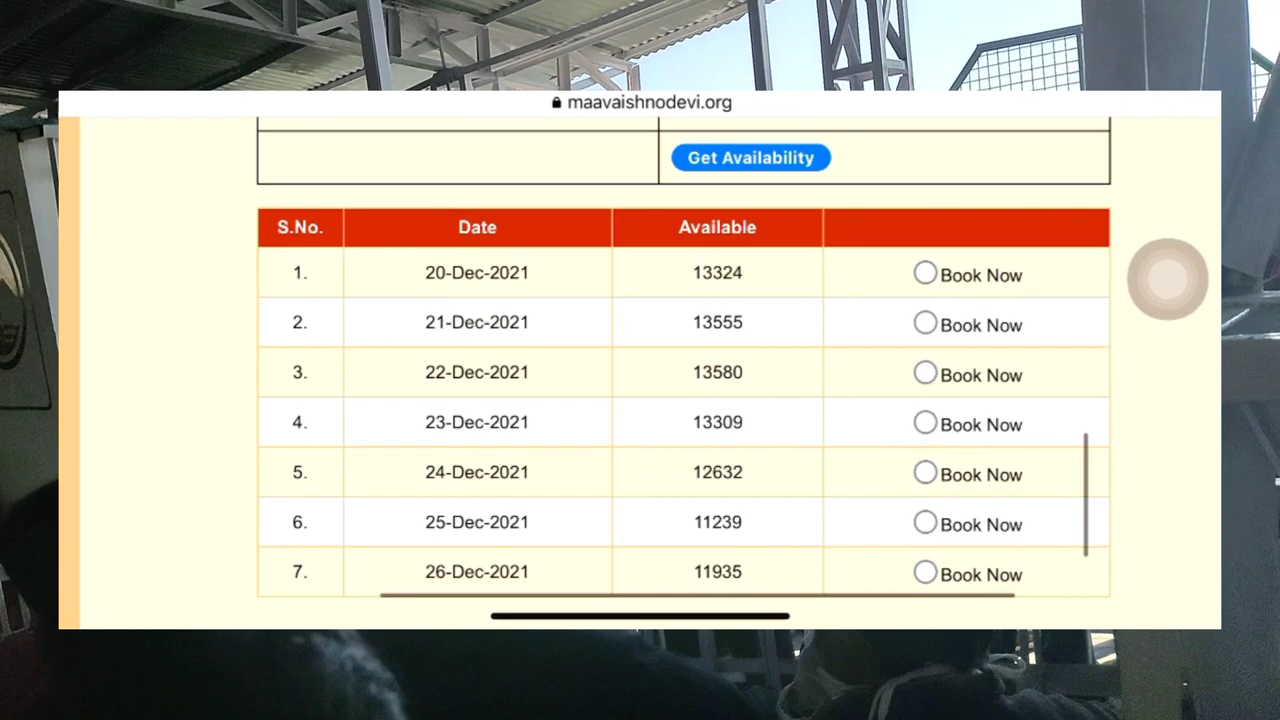 maavaishnodevi.org
Get Availability
S.No. Date Available
1. 20-Dec-2021 13324 Book Now
2. 21-Dec-2021 13555 Book Now
3. 22-Dec-2021 13580 Book Now
4. 23-Dec-2021 13309 Book Now
5. 24-Dec-2021 12632 Book Now
6. 25-Dec-2021 11239 Book Now
7. 26-Dec-2021 11935 Book Now